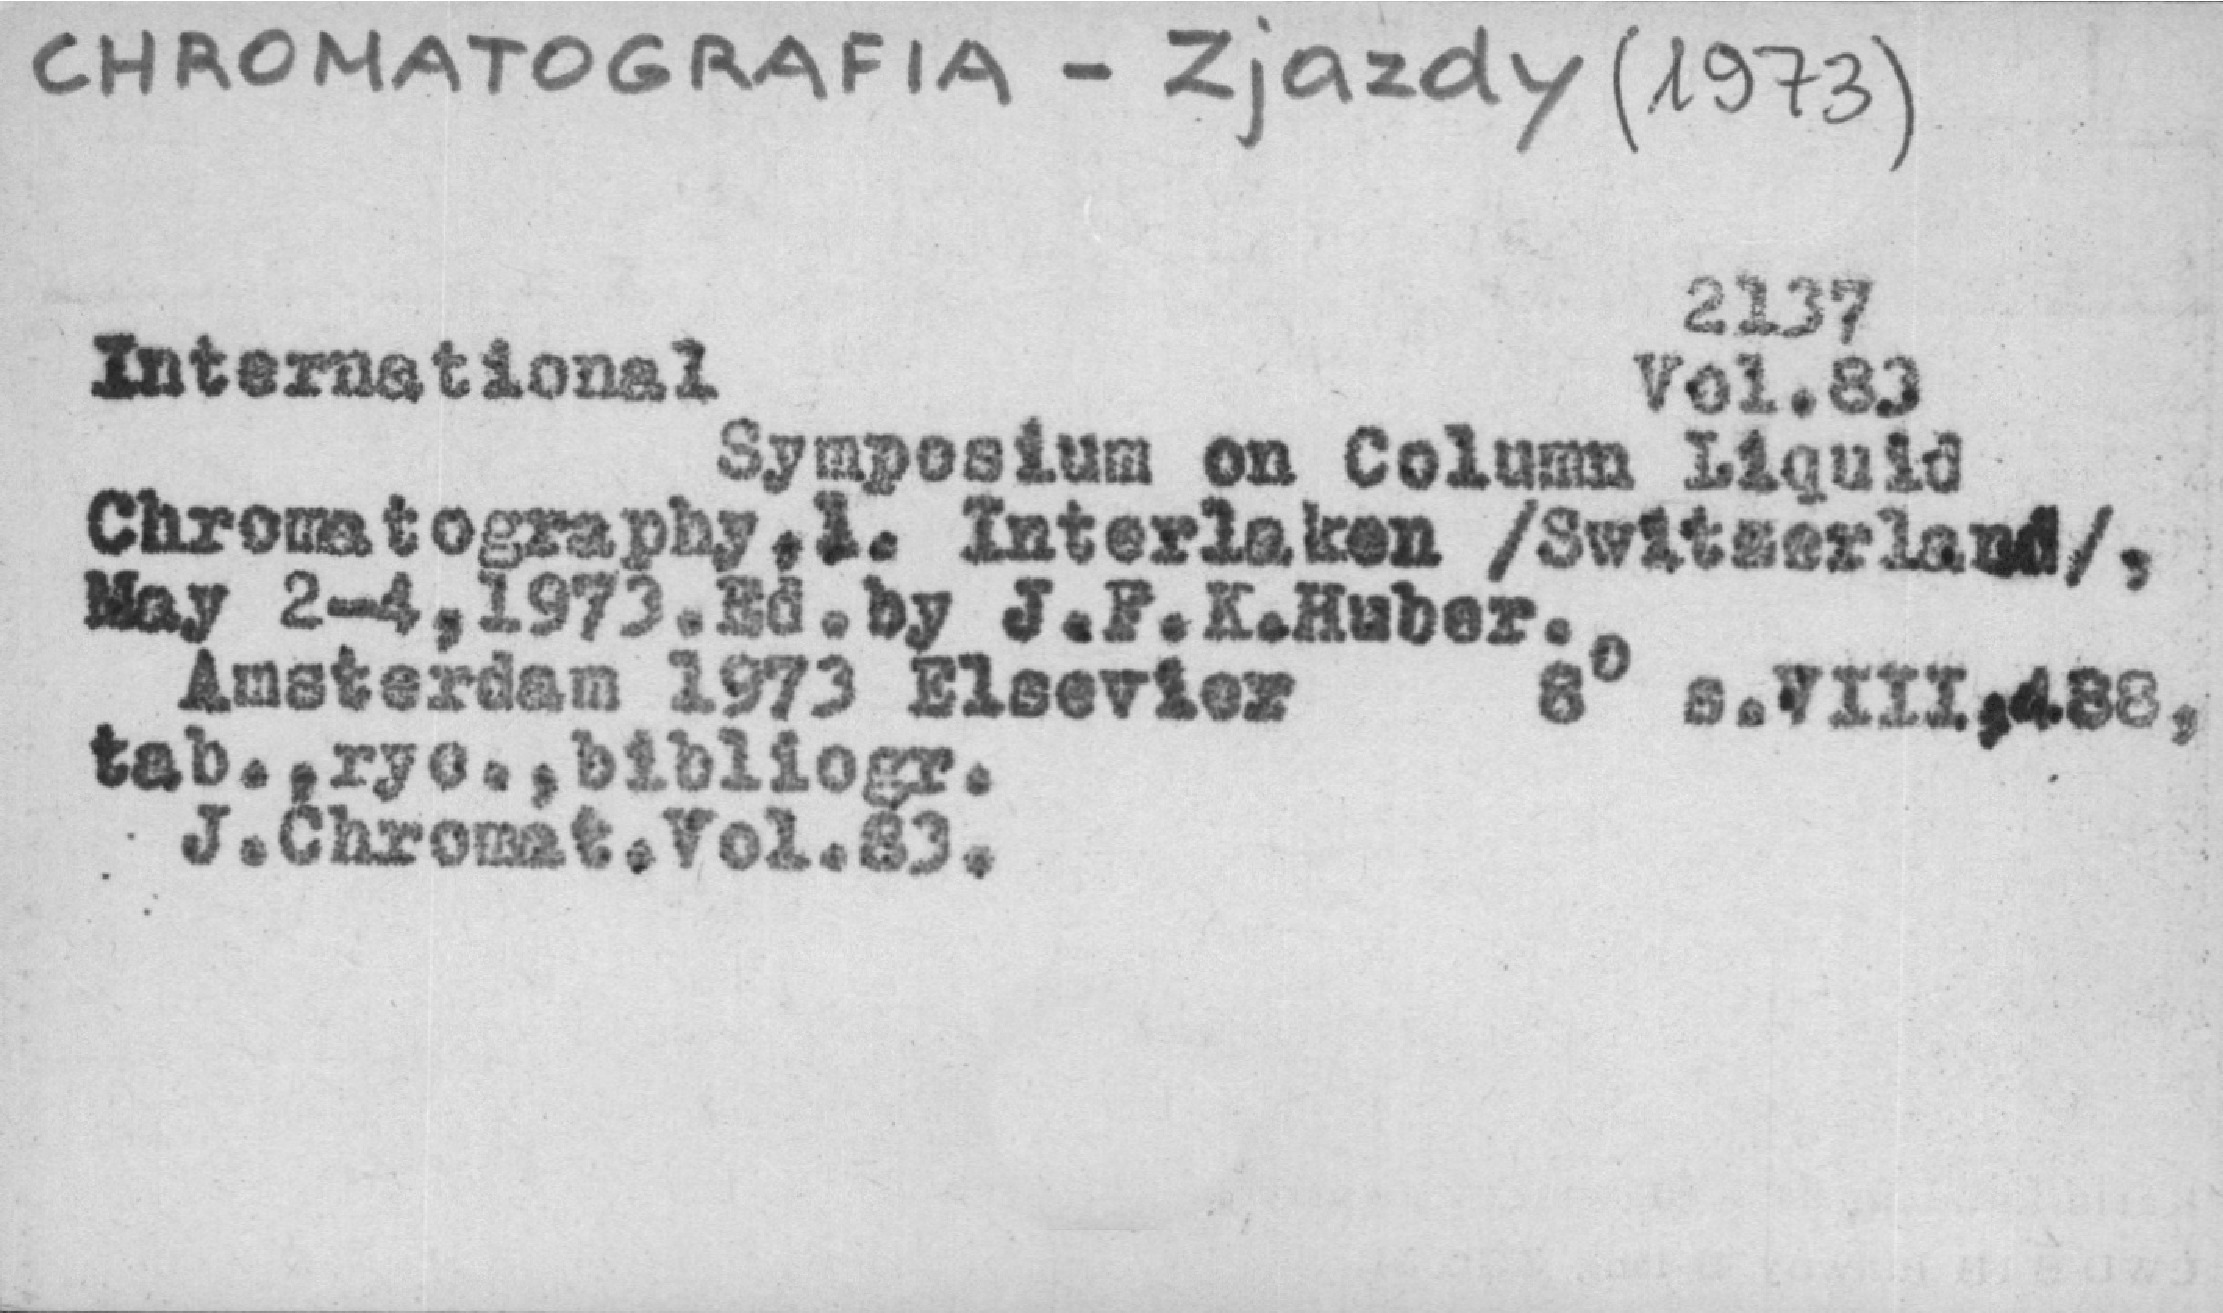 CHROMATOGRAFIA - Zjazdy (1973)
2137
International
Vol.83
Symposium on Column Liquid
Chromatography,1. Interlaken /Switzerland/,
May 2-4,1973.Ed.by J.F.K.Huber.
Amsterdam 1973 Elsevier 8° s.VIII,488,
tab.,ryc.,bibliogr.
J.Chromat.Vol.83.